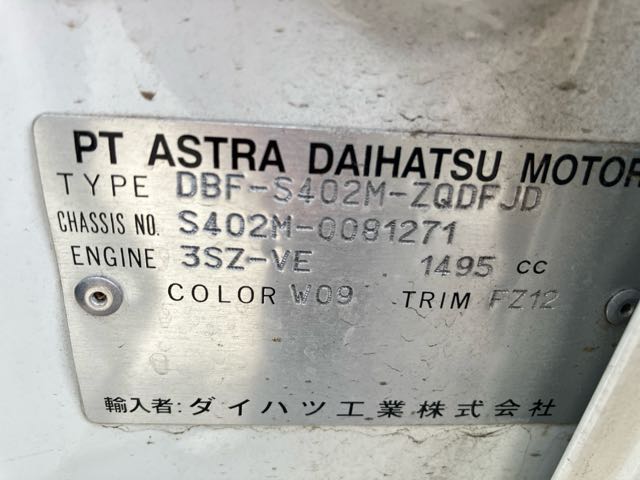 PT ASTRA DAIHATSU MOTOR
TYPE DBF-S402M-ZQDFJD
CHASSIS NO. S402M-0081271
ENGINE 3SZ-VE 1495 CC
COLOR W09 TRIM FZ12
輸入者:ダイハツ工業株式会社